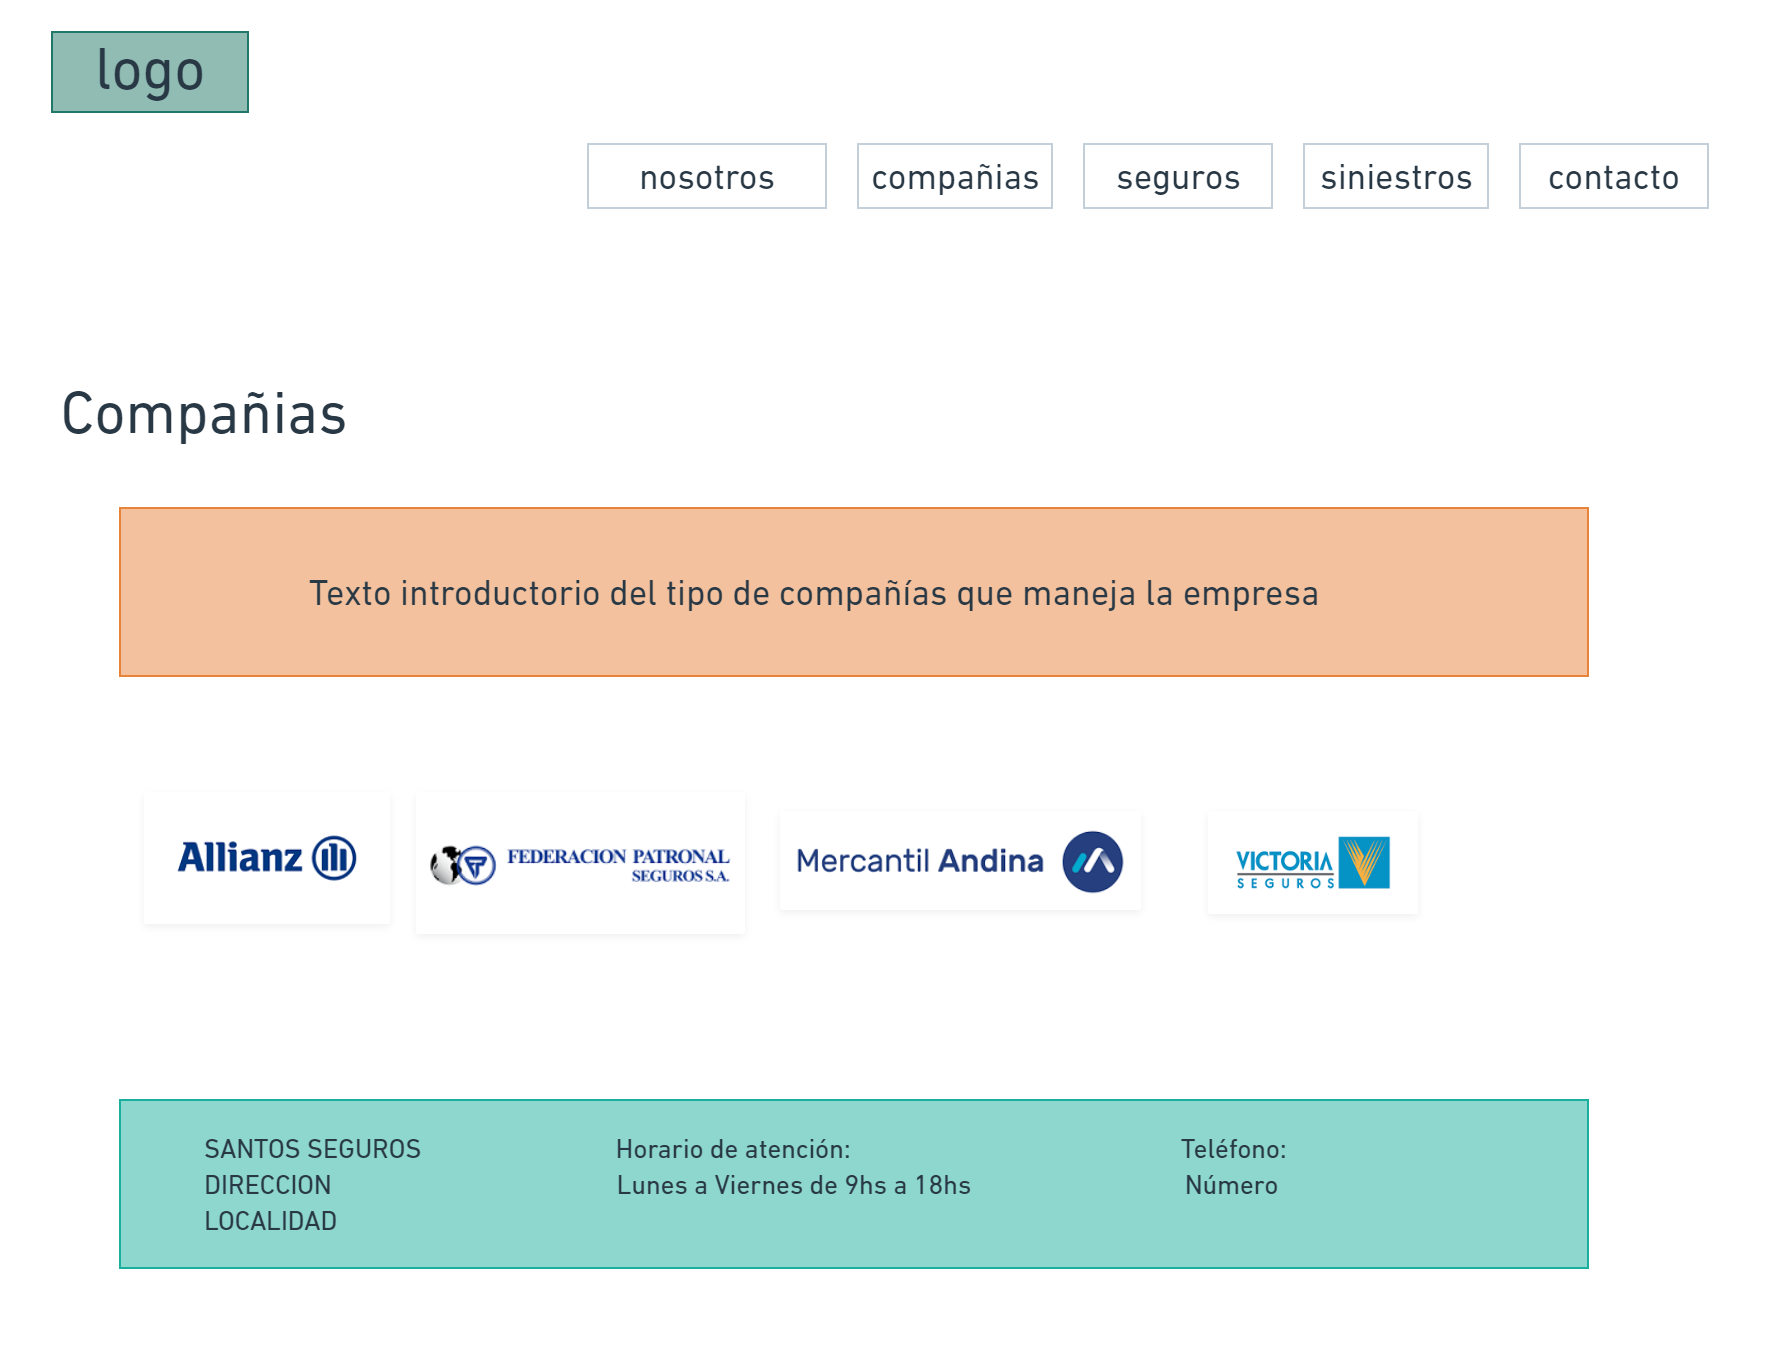 logo
nosotros
compañias
seguros
siniestros
contacto
Compañias
Texto introductorio del tipo de compañías que maneja la empresa
Allianz
FEDERACION PATRONAL
SEGUROS S.A.
Mercantil Andina
VICTORIA
SEGUROS
SANTOS SEGUROS
DIRECCION
LOCALIDAD
Horario de atención:
Lunes a Viernes de 9hs a 18hs
Teléfono:
Número